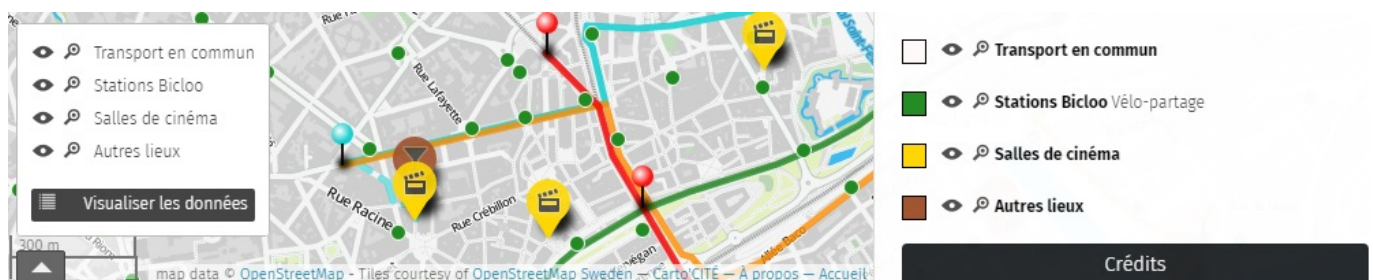 Transport en commun
Stations Bicloo
Salles de cinéma
Autres lieux
Visualiser les données
300 m
Rue Lafayette
Rue Racine
Rue Crébillon
Allée Baco
map data © OpenStreetMap - Tiles courtesy of OpenStreetMap Sweden — Carto'CITÉ — À propos — Accueil
Transport en commun
Stations Bicloo Vélo-partage
Salles de cinéma
Autres lieux
Crédits